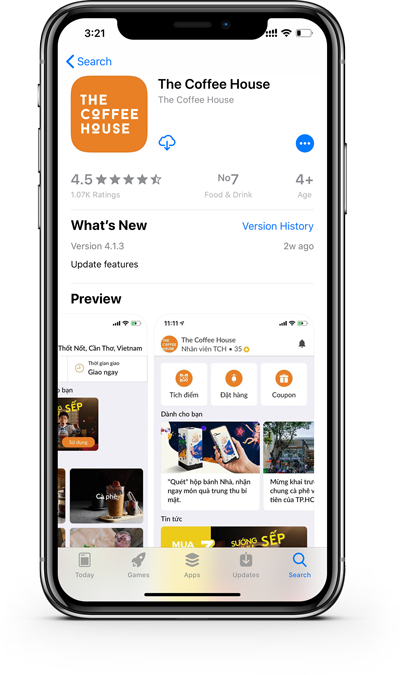 3:21
Search
THE
COFFEE
HOUSE
The Coffee House
The Coffee House
4.5
1.07K Ratings
No7
Food & Drink
4+
Age
What's New
Version History
Version 4.1.3
2w ago
Update features
Preview
Thốt Nốt, Cần Thơ, Vietnam
Thời gian giao
Giao ngay
bạn
SẾP
Sử dụng
Cà phê
11:11
THE
COFFEE
HOUSE
The Coffee House
Nhân viên TCH • 35
Tích điểm
Đặt hàng
Coupon
Dành cho bạn
"Quét" hộp bánh Nhà, nhận
ngay món quà trung thu bí
mật.
Mừng khai trư
chung cà phê v
tiên của TP.HC
Tin tức
MUA
7
SƯỚNG
SẾP
Today
Games
Apps
Updates
Search